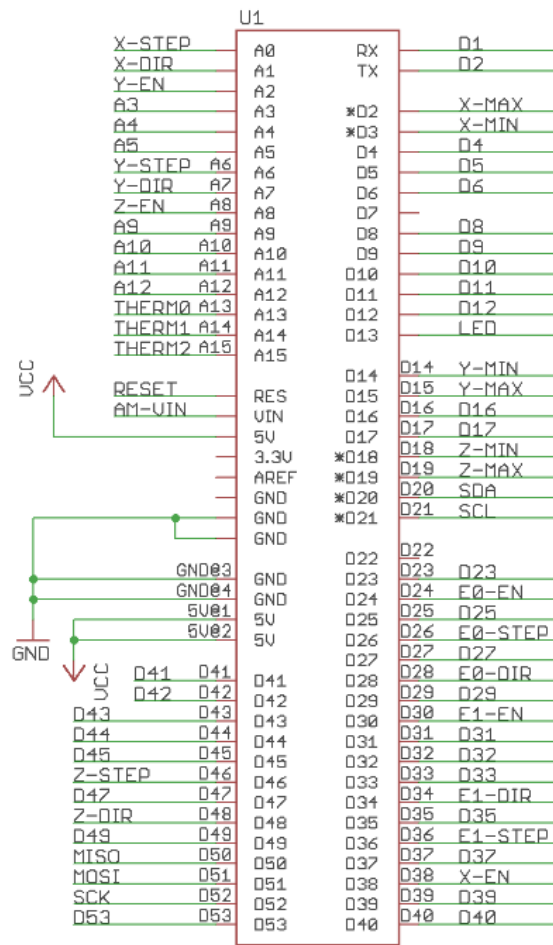 U1
X-STEP A0 RX D1
X-DIR A1 TX D2
Y-EN A2
A3 A3 *D2 X-MAX
A4 A4 *D3 X-MIN
A5 A5 D4 D4
Y-STEP A6 A6 D5 D5
Y-DIR A7 A7 D6 D6
Z-EN A8 A8 D7
A9 A9 A9 D8 D8
A10 A10 A10 D9 D9
A11 A11 A11 D10 D10
A12 A12 A12 D11 D11
THERM0 A13 A13 D12 D12
THERM1 A14 A14 D13 LED
THERM2 A15 A15
D14 D14 Y-MIN
VCC
RESET RES D15 D15 Y-MAX
AM-VIN VIN D16 D16 D16
5V D17 D17 D17
3.3V *D18 D18 Z-MIN
AREF *D19 D19 Z-MAX
GND *D20 D20 SDA
GND *D21 D21 SCL
GND
D22 D22
GND@3 GND D23 D23 D23
GND@4 GND D24 D24 E0-EN
5V@1 5V D25 D25 D25
5V@2 5V D26 D26 E0-STEP
GND D27 D27 D27
VCC
D41 D41 D41 D28 D28 E0-DIR
D42 D42 D42 D29 D29 D29
D43 D43 D43 D30 D30 E1-EN
D44 D44 D44 D31 D31 D31
D45 D45 D45 D32 D32 D32
Z-STEP D46 D46 D33 D33 D33
D47 D47 D47 D34 D34 E1-DIR
Z-DIR D48 D48 D35 D35 D35
D49 D49 D49 D36 D36 E1-STEP
MISO D50 D50 D37 D37 D37
MOSI D51 D51 D38 D38 X-EN
SCK D52 D52 D39 D39 D39
D53 D53 D53 D40 D40 D40